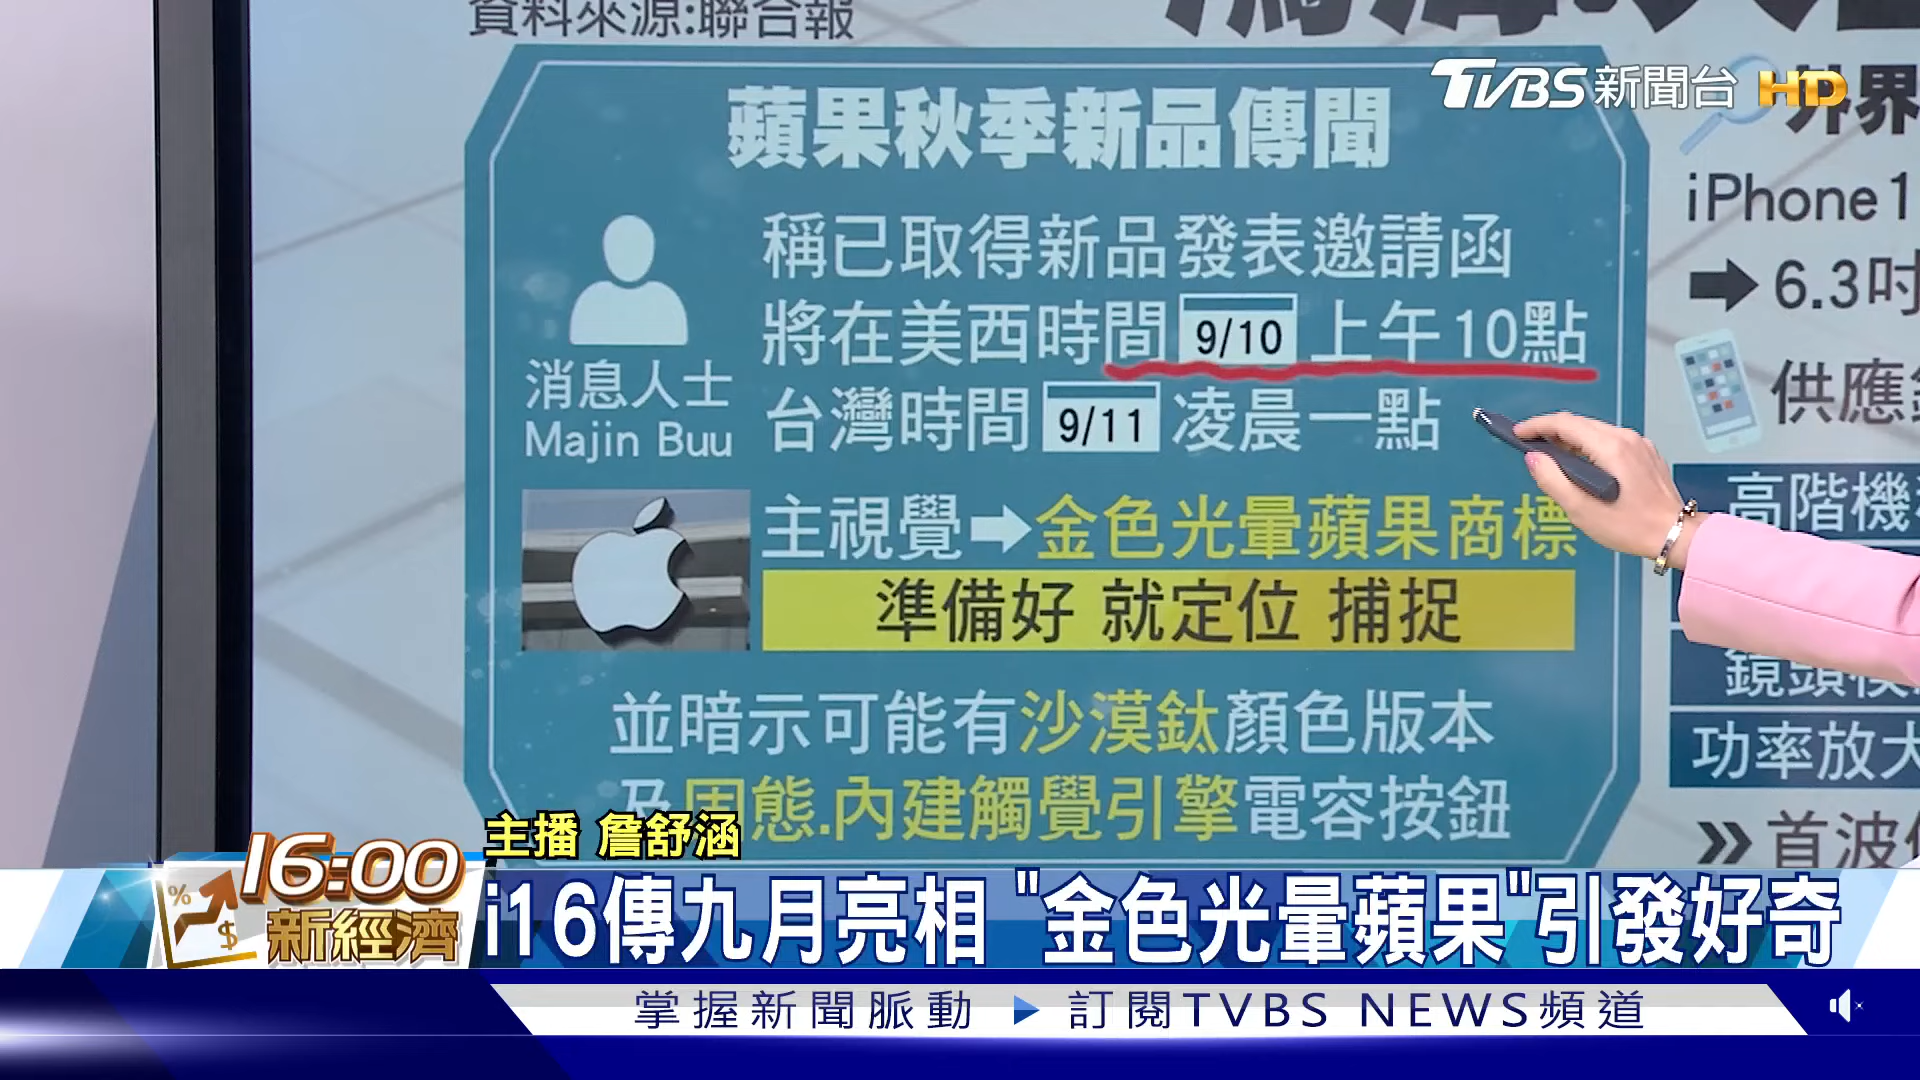 資料來源:聯合報
TVBS新聞台 HD
蘋果秋季新品傳聞
稱已取得新品發表邀請函
將在美西時間 9/10 上午10點
台灣時間 9/11 凌晨一點
消息人士
Majin Buu
主視覺➡金色光暈蘋果商標
準備好 就定位 捕捉
並暗示可能有沙漠鈦顏色版本
及固態.內建觸覺引擎電容按鈕
外界
iPhone1
➡6.3吋
供應
高階機
功率放大
首波
主播 詹舒涵
16:00
新經濟
% $
i16傳九月亮相 "金色光暈蘋果"引發好奇
掌握新聞脈動 ▶ 訂閱TVBS NEWS頻道